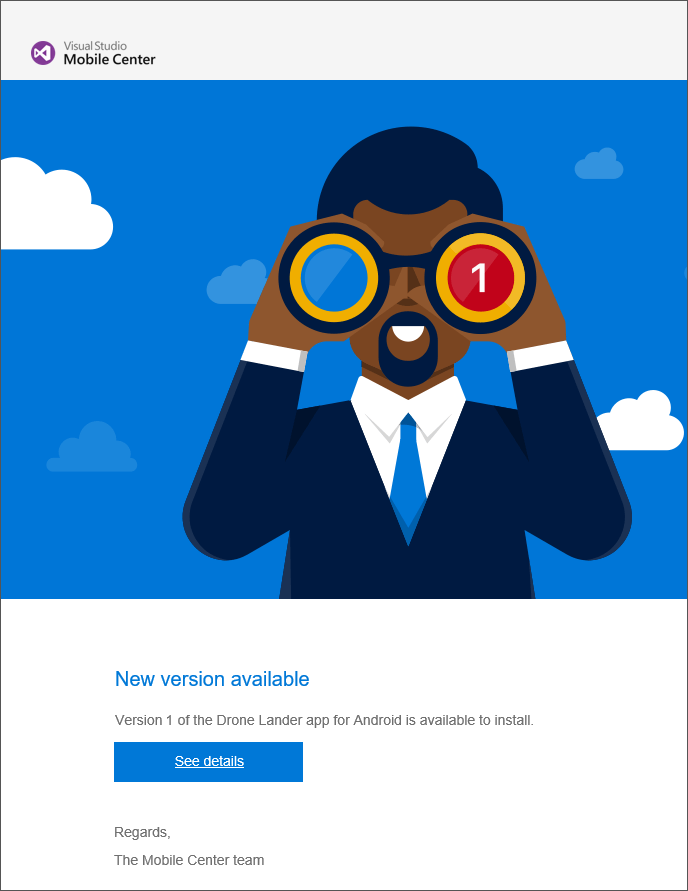 Visual Studio
Mobile Center
1
New version available
Version 1 of the Drone Lander app for Android is available to install.
See details
Regards,
The Mobile Center team